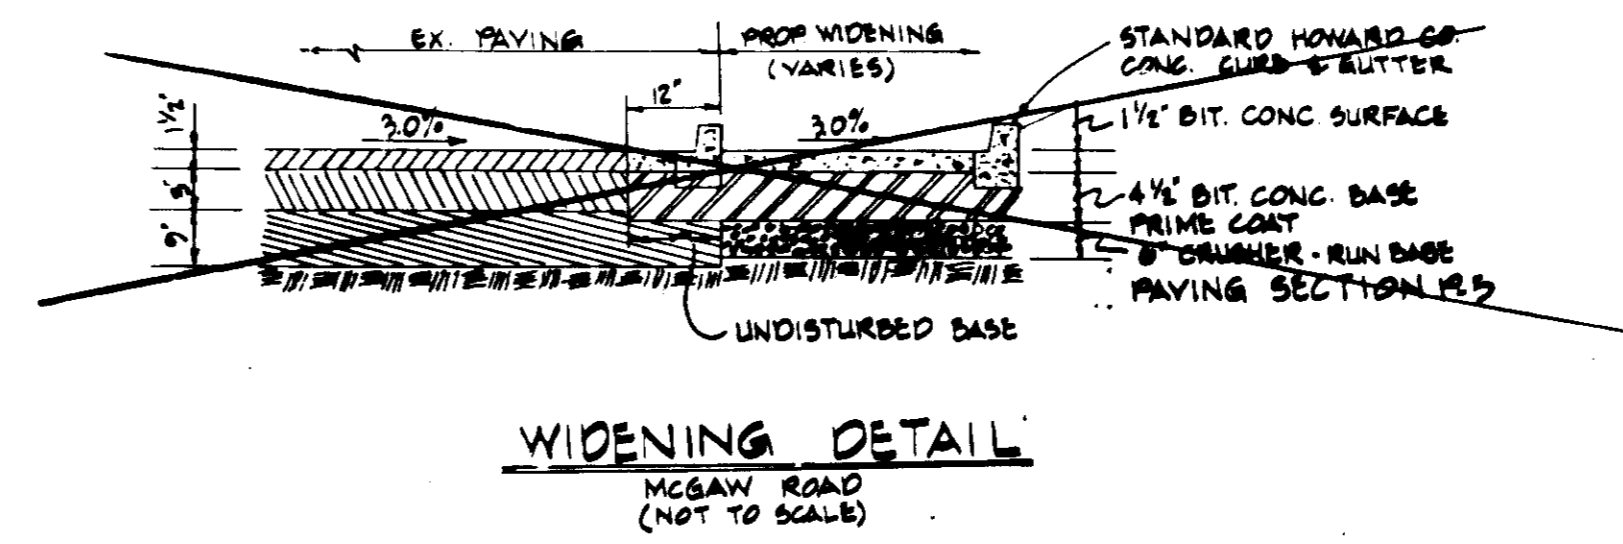 EX. PAVING
PROP. WIDENING
(VARIES)
STANDARD HOWARD CO.
CONC. CURB & GUTTER
12"
1½"
3.0%
3.0%
1½" BIT. CONC. SURFACE
3"
4½" BIT. CONC. BASE
PRIME COAT
9"
CRUSHER-RUN BASE
PAVING SECTION
UNDISTURBED BASE
WIDENING DETAIL
MCGAW ROAD
(NOT TO SCALE)